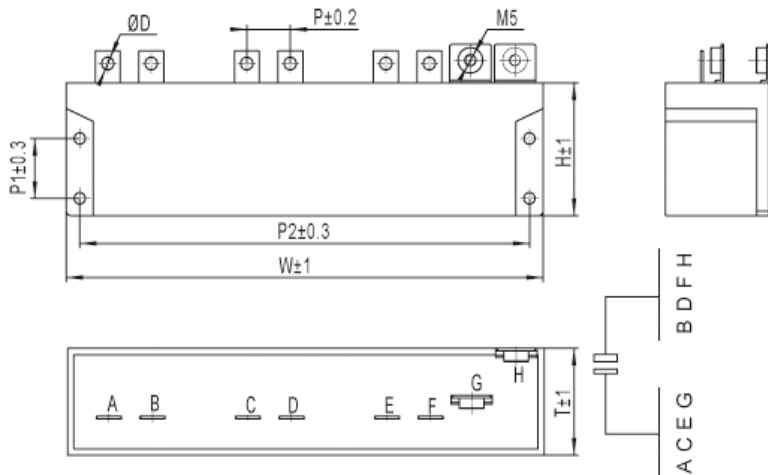 ØD
P±0.2
M5
P1±0.3
H±1
P2±0.3
W±1
A B C D E F G H
T±1
B D F H
A C E G